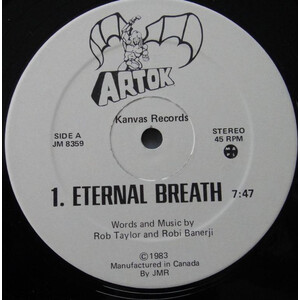 ARTOK
Kanvas Records
SIDE A
JM 8359
STEREO
45 RPM
1. ETERNAL BREATH 7:47
Words and Music by
Rob Taylor and Robi Banerji
©1983
Manufactured in Canada
By JMR